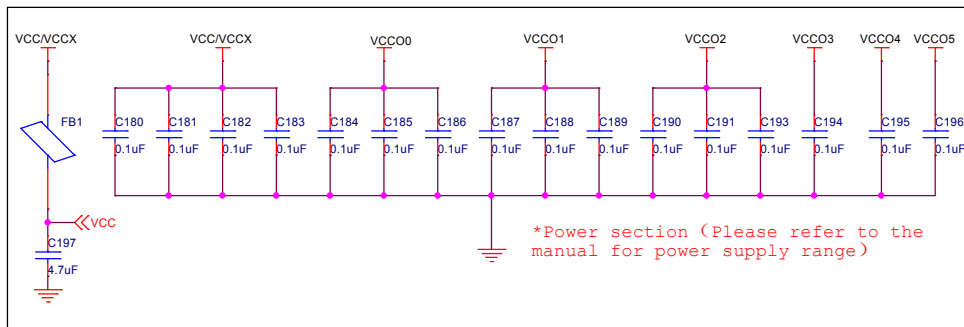 VCC/VCCX VCC/VCCX VCCO0 VCCO1 VCCO2 VCCO3 VCCO4 VCCO5
FB1 C180 C181 C182 C183 C184 C185 C186 C187 C188 C189 C190 C191 C193 C194 C195 C196
0.1uF 0.1uF 0.1uF 0.1uF 0.1uF 0.1uF 0.1uF 0.1uF 0.1uF 0.1uF 0.1uF 0.1uF 0.1uF 0.1uF 0.1uF 0.1uF
VCC
C197
4.7uF
*Power section（Please refer to the
manual for power supply range）